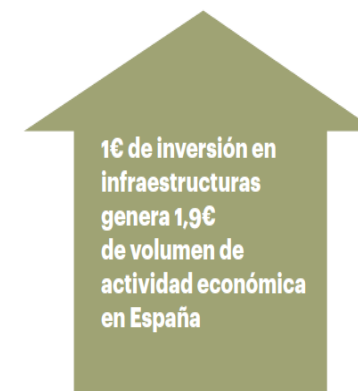 1€ de inversión en
infraestructuras
genera 1,9€
de volumen de
actividad económica
en España